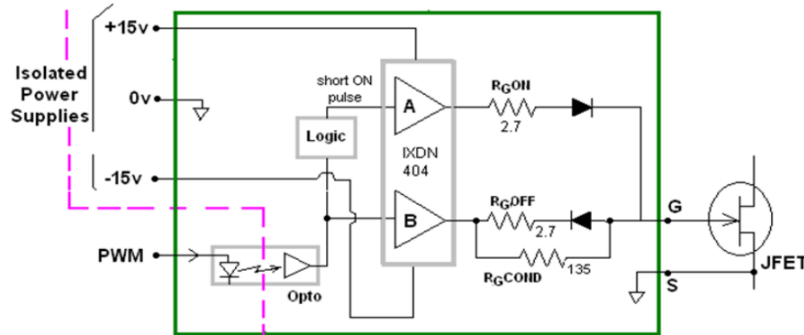 +15v
Isolated
Power
Supplies
0v
-15v
PWM
Opto
short ON
pulse
Logic
A
IXDN
404
B
RGON
2.7
RGOFF
2.7
RGCOND
135
G
S
JFET